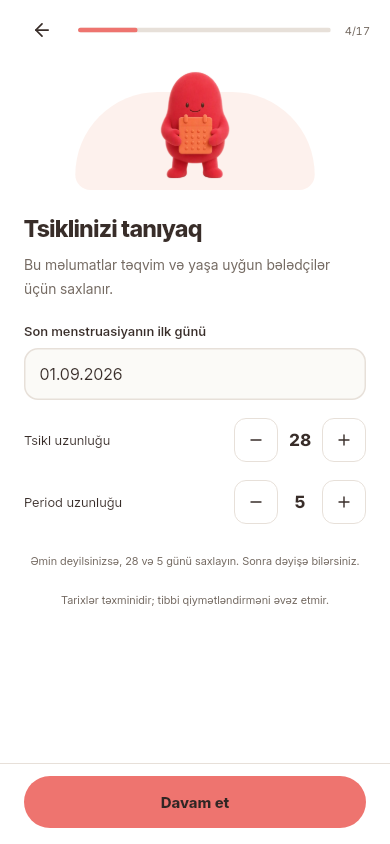 4/17
Tsiklinizi tanıyaq
Bu məlumatlar təqvim və yaşa uyğun bələdçilər
üçün saxlanır.
Son menstruasiyanın ilk günü
01.09.2026
Tsikl uzunluğu
− 28 +
Period uzunluğu
− 5 +
Əmin deyilsinizsə, 28 və 5 günü saxlayın. Sonra dəyişə bilərsiniz.
Tarixlər təxminidir; tibbi qiymətləndirməni əvəz etmir.
Davam et